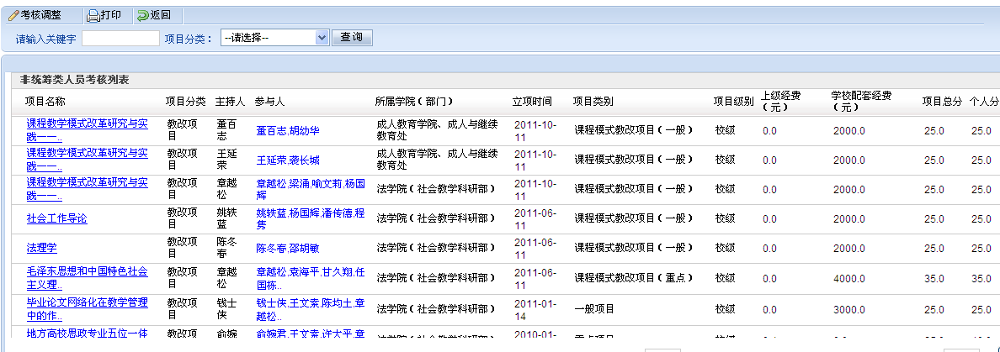 考核调整 打印 返回
请输入关键字 项目分类： --请选择-- 查询
非统筹类人员考核列表
项目名称 项目分类 主持人 参与人 所属学院（部门） 立项时间 项目类别 项目级别 上级经费（元） 学校配套经费（元） 项目总分 个人分
课程教学模式改革研究与实践——.. 教改项目 董百志 董百志,胡幼华 成人教育学院、成人与继续教育处 2011-10-11 课程模式教改项目（一般） 校级 0.0 2000.0 25.0 25.0
课程教学模式改革研究与实践——.. 教改项目 王延荣 王延荣,裘长城 成人教育学院、成人与继续教育处 2011-10-11 课程模式教改项目（一般） 校级 0.0 2000.0 25.0 25.0
课程教学模式改革研究与实践——.. 教改项目 章越松 章越松,梁涌,喻文莉,杨国辉 法学院（社会教学科研部） 2011-10-11 课程模式教改项目（一般） 校级 0.0 2000.0 25.0 25.0
社会工作导论 教改项目 姚轶蓝 姚轶蓝,杨国辉,潘传德,程隽 法学院（社会教学科研部） 2011-06-11 课程模式教改项目（一般） 校级 0.0 2000.0 25.0 25.0
法理学 教改项目 陈冬春 陈冬春,邵胡敏 法学院（社会教学科研部） 2011-06-11 课程模式教改项目（一般） 校级 0.0 2000.0 25.0 25.0
毛泽东思想和中国特色社会主义理.. 教改项目 章越松 章越松,袁海平,甘久翔,任国栋.. 法学院（社会教学科研部） 2011-06-11 课程模式教改项目（重点） 校级 0.0 4000.0 35.0 35.0
毕业论文网络化在教学管理中的作.. 教改项目 钱士侠 钱士侠,王文素,陈均土,章越松.. 法学院（社会教学科研部） 2011-01-14 一般项目 校级 0.0 3000.0 25.0 25.0
地方高校思政专业五位一体 教改项 俞婉 俞婉君,王文素,许大平,章 2010-01- 重点项目